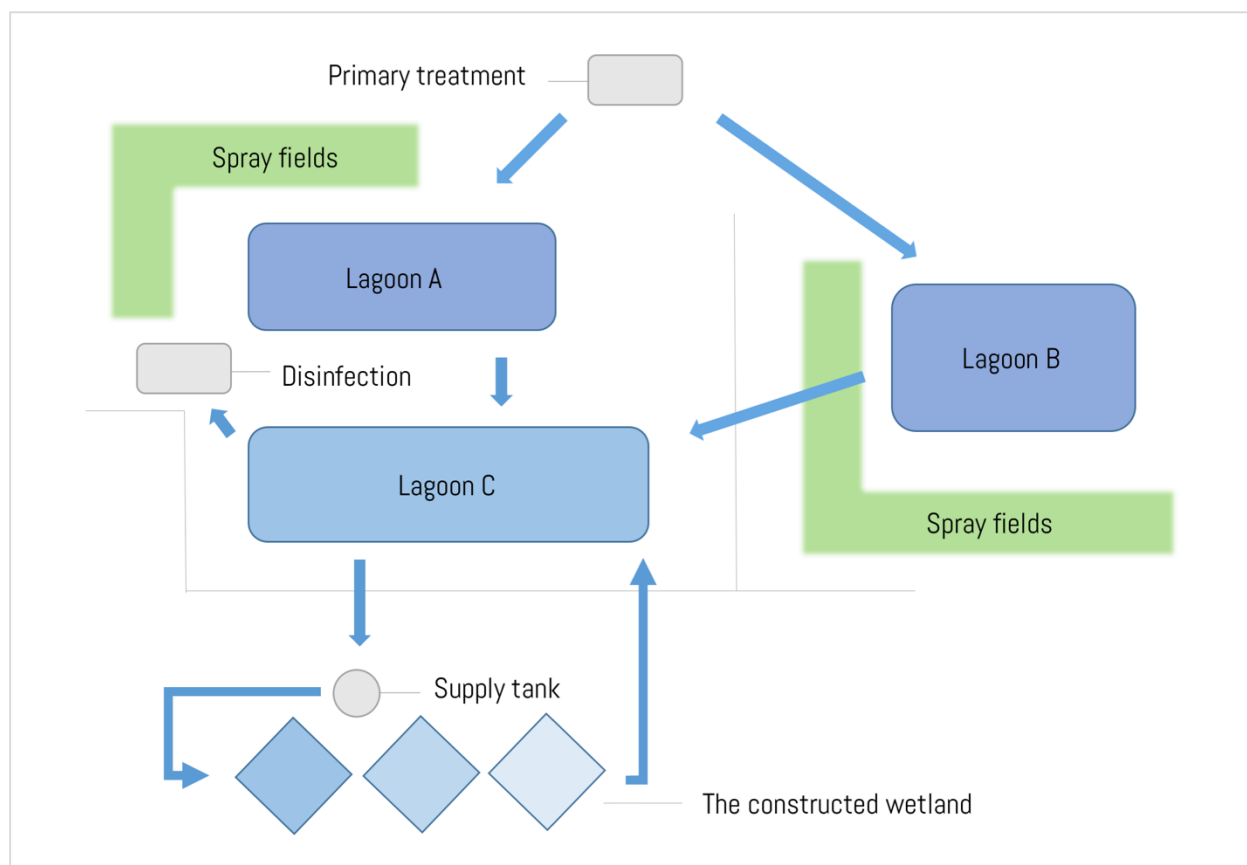 Primary treatment
Spray fields
Lagoon A
Lagoon B
Disinfection
Lagoon C
Spray fields
Supply tank
The constructed wetland